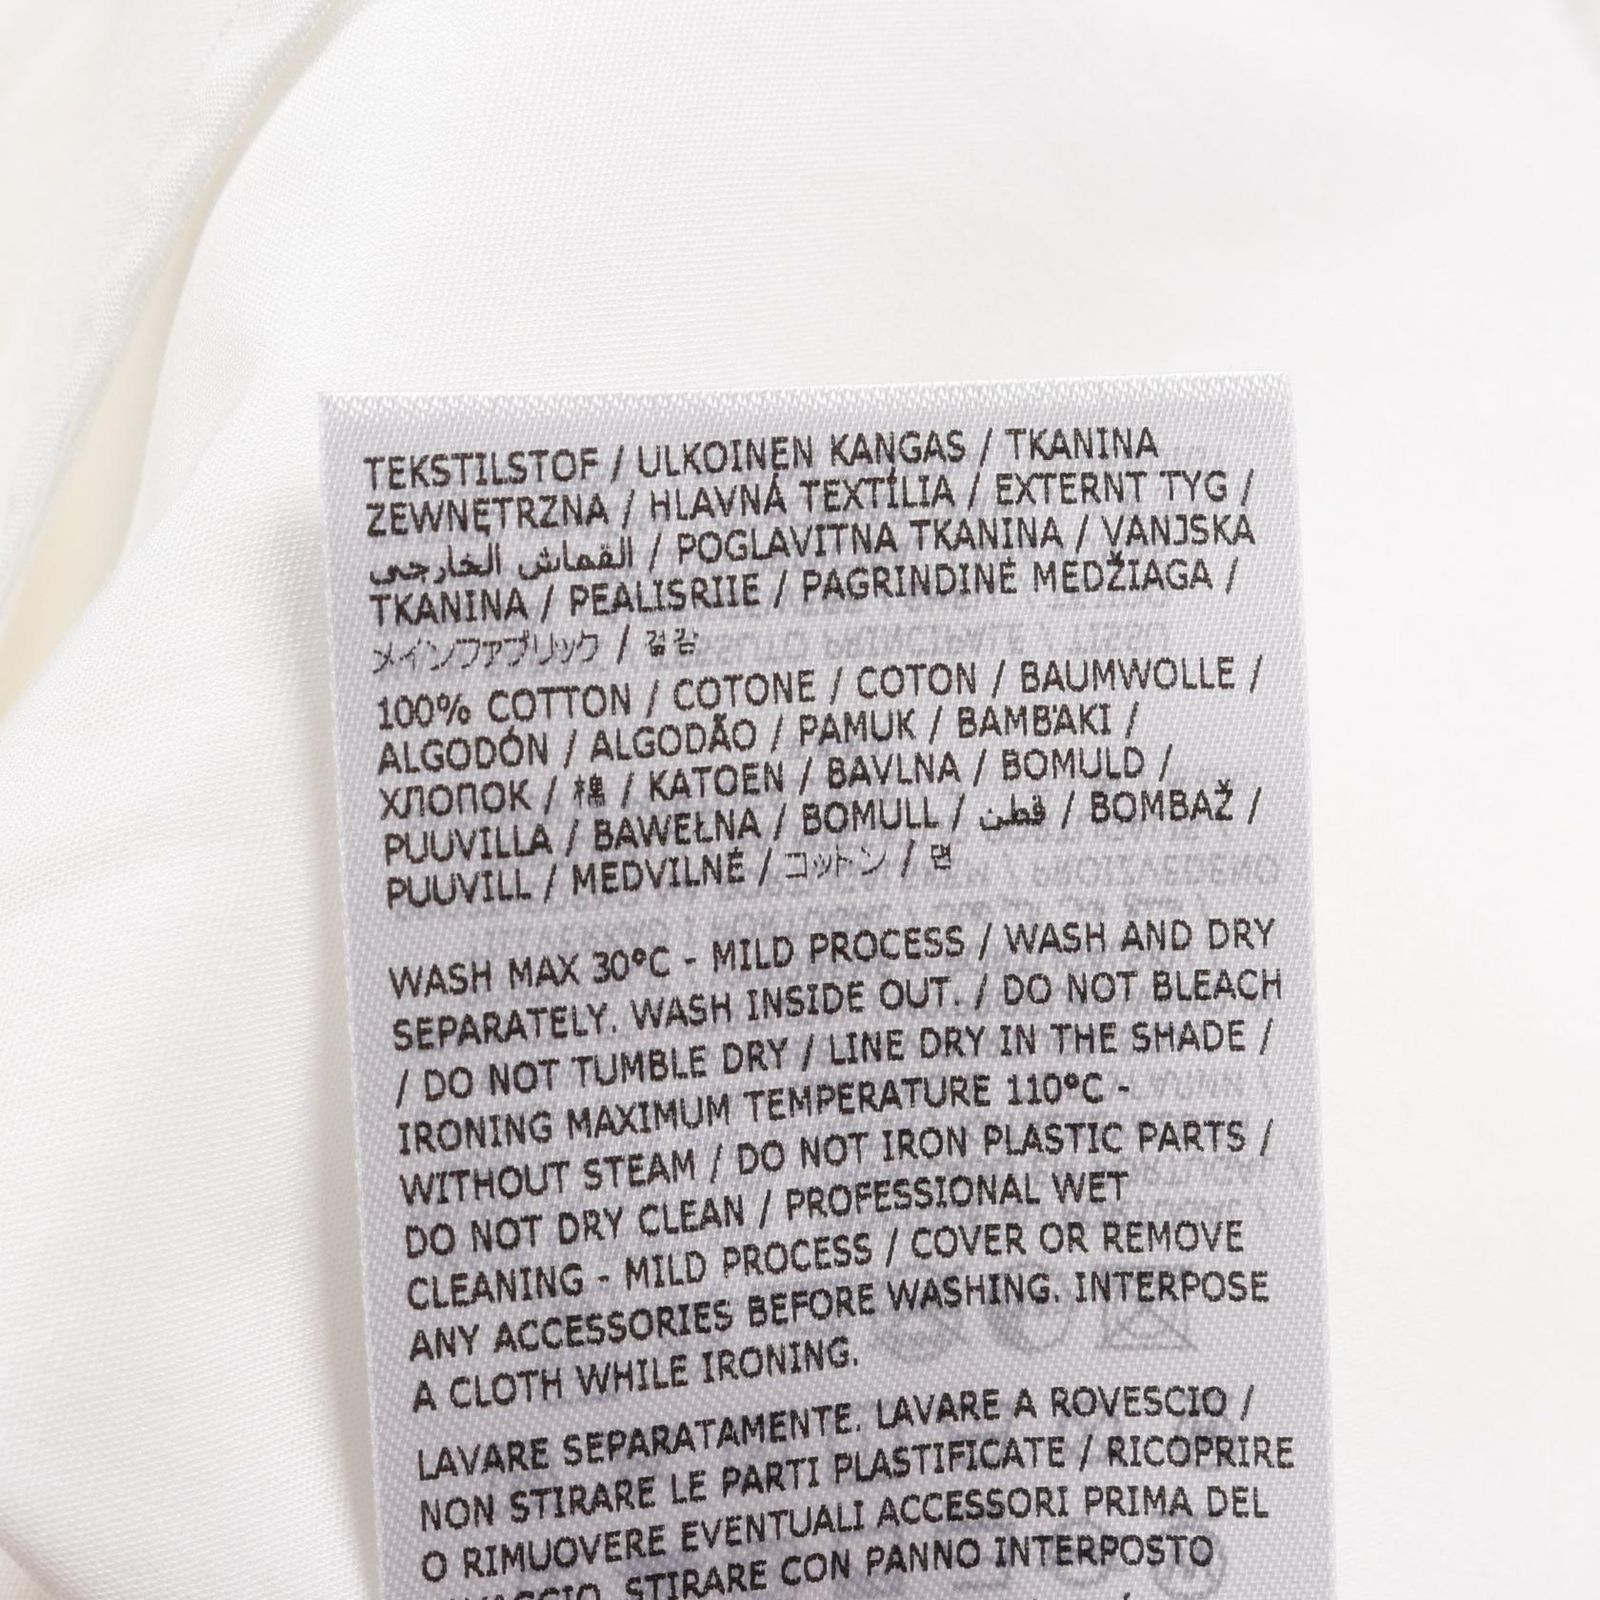 TEKSTILSTOF / ULKOINEN KANGAS / TKANINA
ZEWNĘTRZNA / HLAVNÁ TEXTÍLIA / EXTERNT TYG /
القماش الخارجي / POGLAVITNA TKANINA / VANJSKA
TKANINA / PEALISRIIE / PAGRINDINĖ MEDŽIAGA /
メインファブリック / 겉감
100% COTTON / COTONE / COTON / BAUMWOLLE /
ALGODÓN / ALGODÃO / PAMUK / ΒΑΜΒΆΚΙ /
ХЛОПОК / 棉 / KATOEN / BAVLNA / BOMULD /
PUUVILLA / BAWEŁNA / BOMULL / قطن / BOMBAŽ /
PUUVILL / MEDVILNĖ / コットン / 면
WASH MAX 30°C - MILD PROCESS / WASH AND DRY
SEPARATELY. WASH INSIDE OUT. / DO NOT BLEACH
/ DO NOT TUMBLE DRY / LINE DRY IN THE SHADE /
IRONING MAXIMUM TEMPERATURE 110°C -
WITHOUT STEAM / DO NOT IRON PLASTIC PARTS /
DO NOT DRY CLEAN / PROFESSIONAL WET
CLEANING - MILD PROCESS / COVER OR REMOVE
ANY ACCESSORIES BEFORE WASHING. INTERPOSE
A CLOTH WHILE IRONING.
LAVARE SEPARATAMENTE. LAVARE A ROVESCIO /
NON STIRARE LE PARTI PLASTIFICATE / RICOPRIRE
O RIMUOVERE EVENTUALI ACCESSORI PRIMA DEL
STIRARE CON PANNO INTERPOSTO